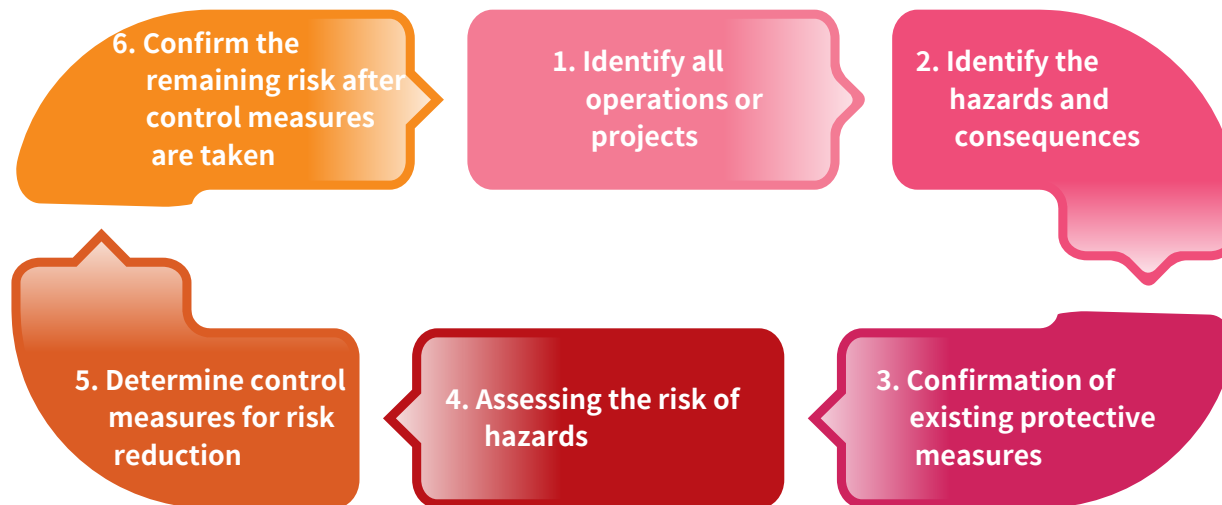 1. Identify all
operations or
projects
2. Identify the
hazards and
consequences
3. Confirmation of
existing protective
measures
4. Assessing the risk of
hazards
5. Determine control
measures for risk
reduction
6. Confirm the
remaining risk after
control measures
are taken